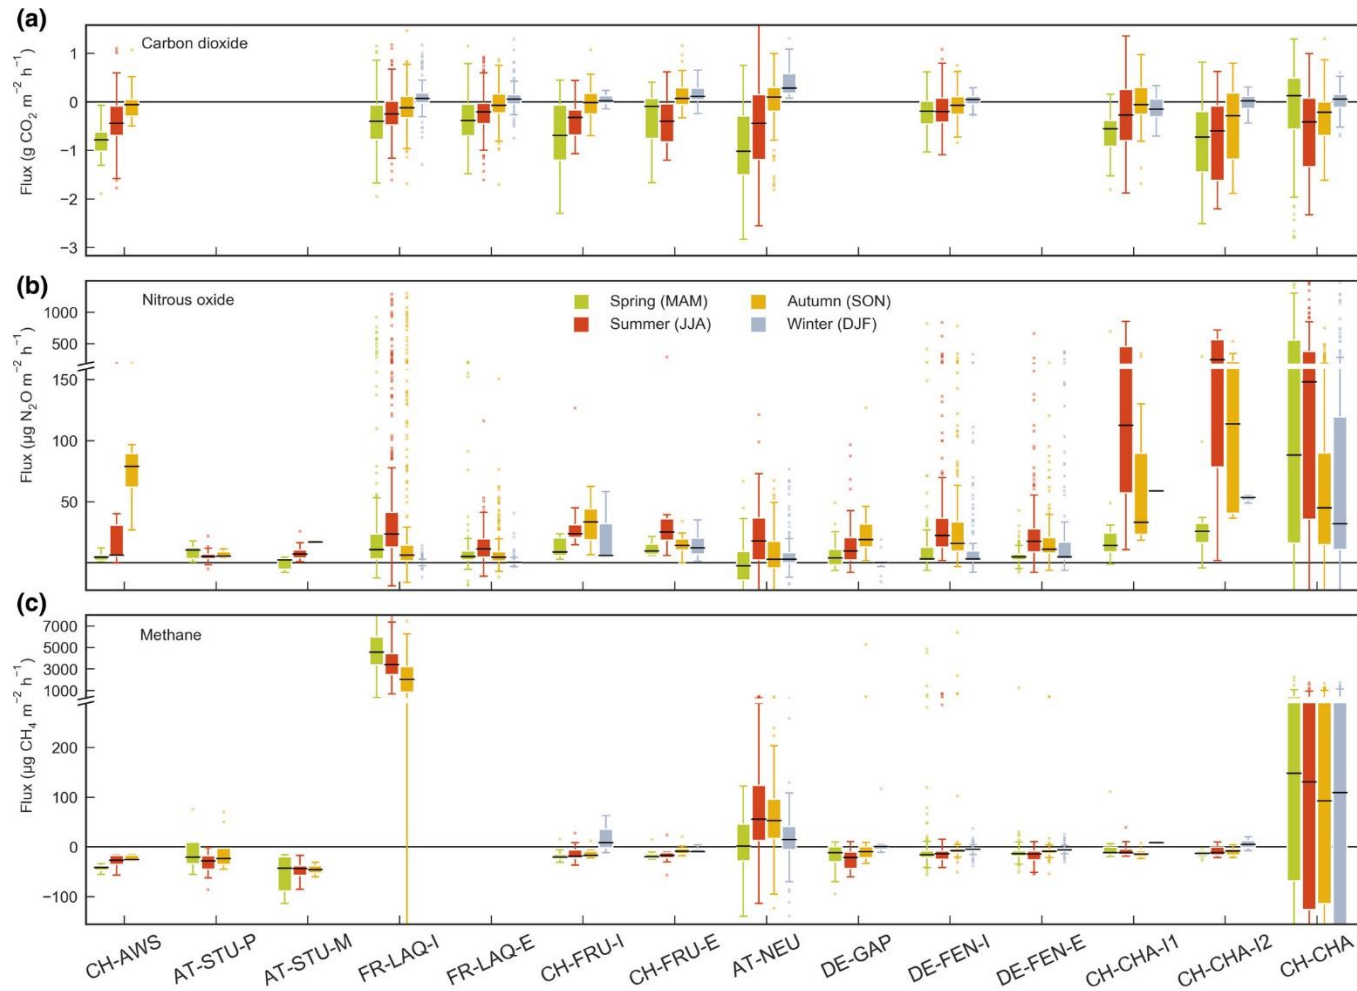 (a)
Carbon dioxide
Flux (g CO₂ m⁻² h⁻¹)
1
0
−1
−2
−3
(b)
Nitrous oxide
Spring (MAM)
Summer (JJA)
Autumn (SON)
Winter (DJF)
Flux (µg N₂O m⁻² h⁻¹)
1000
500
150
100
50
(c)
Methane
Flux (µg CH₄ m⁻² h⁻¹)
7000
5000
3000
1000
200
100
0
−100
CH-AWS
AT-STU-P
AT-STU-M
FR-LAQ-I
FR-LAQ-E
CH-FRU-I
CH-FRU-E
AT-NEU
DE-GAP
DE-FEN-I
DE-FEN-E
CH-CHA-I1
CH-CHA-I2
CH-CHA